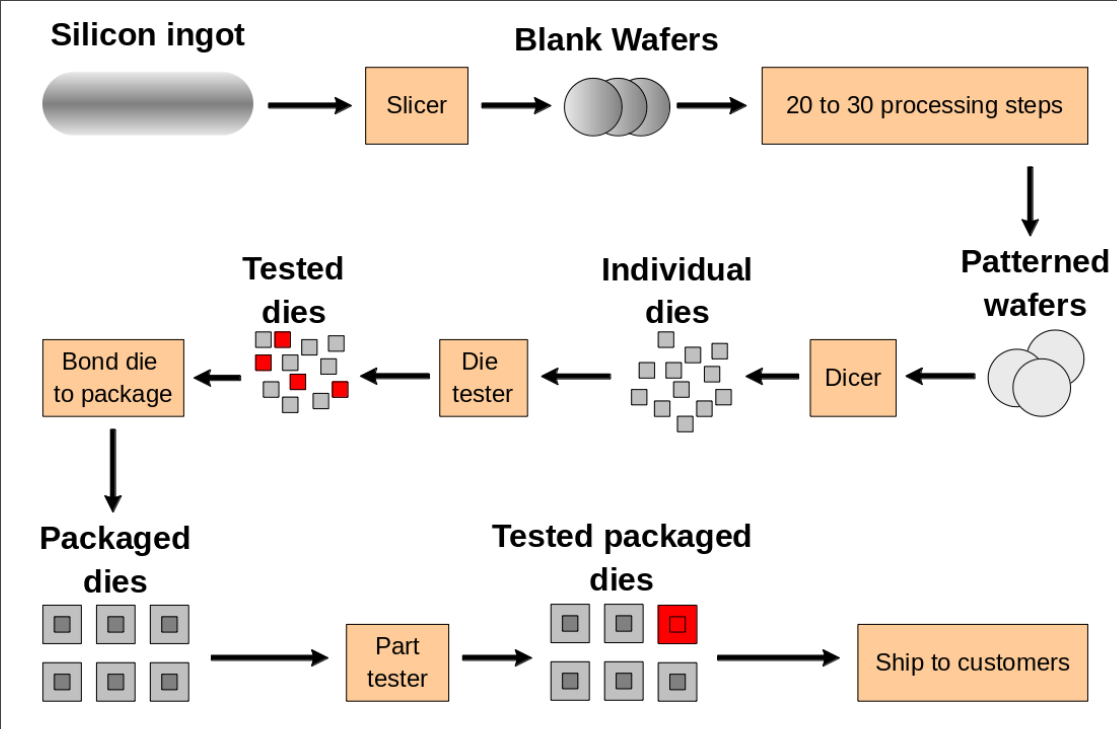 Silicon ingot
Blank Wafers
Slicer
20 to 30 processing steps
Patterned
wafers
Dicer
Individual
dies
Die
tester
Tested
dies
Bond die
to package
Packaged
dies
Part
tester
Tested packaged
dies
Ship to customers